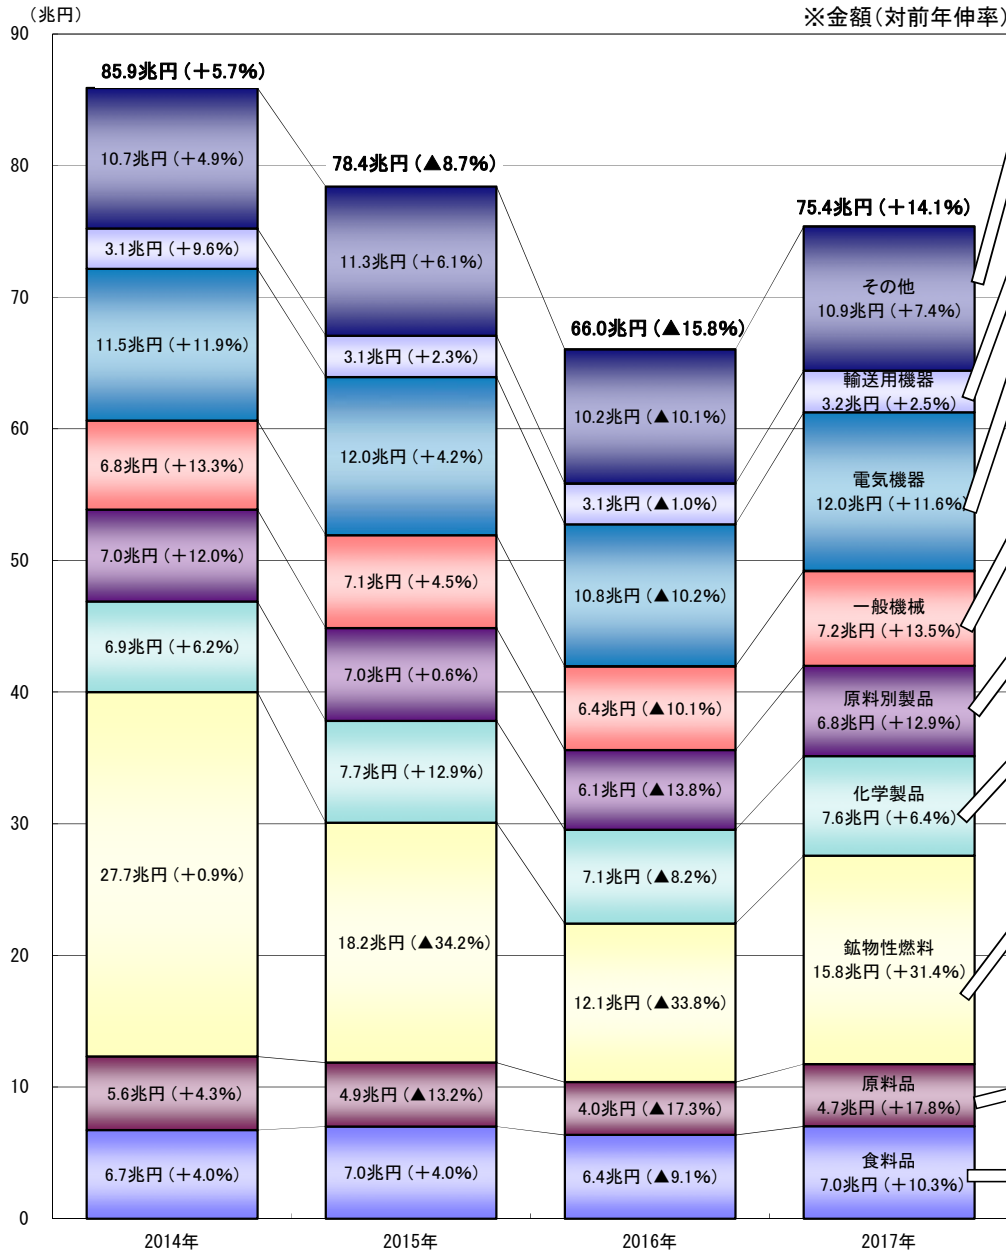 （兆円）
※金額（対前年伸率）
90
80
70
60
50
40
30
20
10
0
85.9兆円（＋5.7%）
10.7兆円（＋4.9%）
3.1兆円（＋9.6%）
11.5兆円（＋11.9%）
6.8兆円（＋13.3%）
7.0兆円（＋12.0%）
6.9兆円（＋6.2%）
27.7兆円（＋0.9%）
5.6兆円（＋4.3%）
6.7兆円（＋4.0%）
2014年
78.4兆円（▲8.7%）
11.3兆円（＋6.1%）
3.1兆円（＋2.3%）
12.0兆円（＋4.2%）
7.1兆円（＋4.5%）
7.0兆円（＋0.6%）
7.7兆円（＋12.9%）
18.2兆円（▲34.2%）
4.9兆円（▲13.2%）
7.0兆円（＋4.0%）
2015年
66.0兆円（▲15.8%）
10.2兆円（▲10.1%）
3.1兆円（▲1.0%）
10.8兆円（▲10.2%）
6.4兆円（▲10.1%）
6.1兆円（▲13.8%）
7.1兆円（▲8.2%）
12.1兆円（▲33.8%）
4.0兆円（▲17.3%）
6.4兆円（▲9.1%）
2016年
75.4兆円（＋14.1%）
その他
10.9兆円（＋7.4%）
輸送用機器
3.2兆円（＋2.5%）
電気機器
12.0兆円（＋11.6%）
一般機械
7.2兆円（＋13.5%）
原料別製品
6.8兆円（＋12.9%）
化学製品
7.6兆円（＋6.4%）
鉱物性燃料
15.8兆円（＋31.4%）
原料品
4.7兆円（＋17.8%）
食料品
7.0兆円（＋10.3%）
2017年